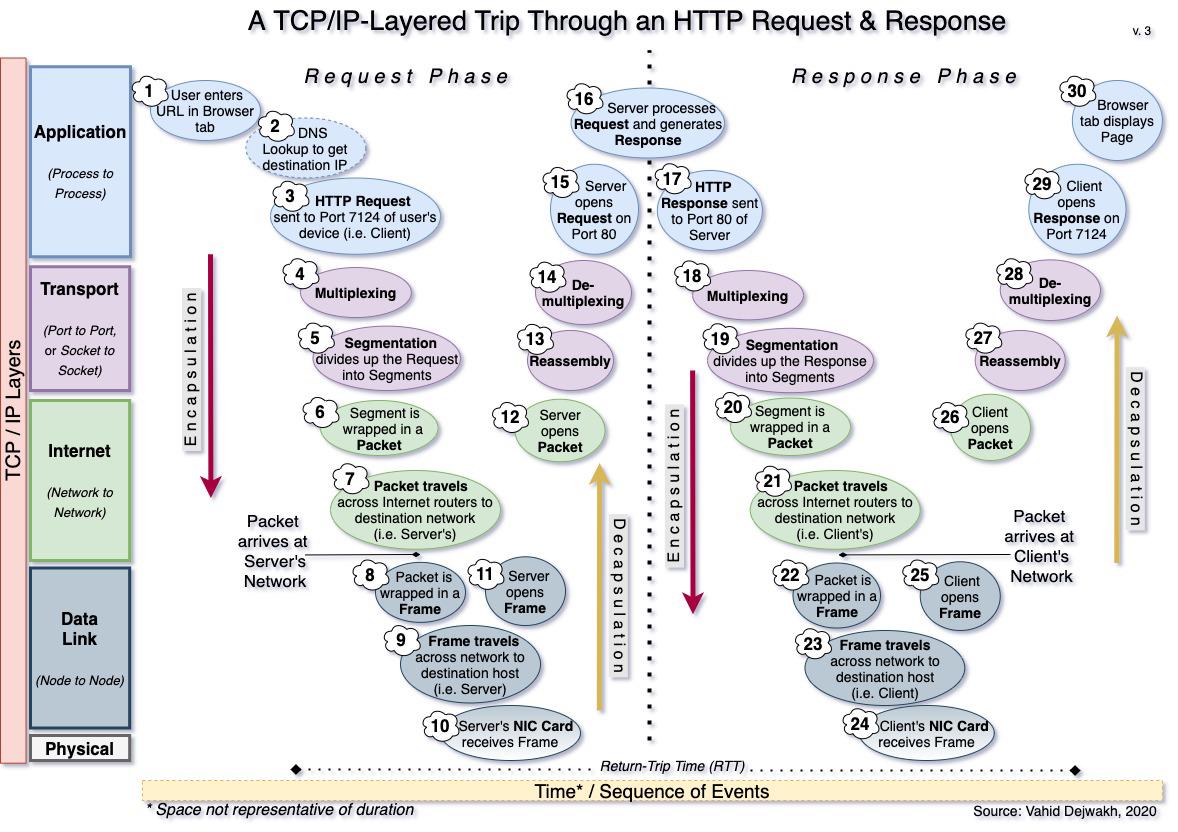 A TCP/IP-Layered Trip Through an HTTP Request & Response
v. 3
Request Phase
Response Phase
TCP / IP Layers
Application
(Process to
Process)
Transport
(Port to Port,
or Socket to
Socket)
Internet
(Network to
Network)
Data
Link
(Node to Node)
Physical
1
User enters
URL in Browser
tab
2
DNS
Lookup to get
destination IP
3
HTTP Request
sent to Port 7124 of user's
device (i.e. Client)
Encapsulation
4
Multiplexing
5
Segmentation
divides up the Request
into Segments
6
Segment is
wrapped in a
Packet
7
Packet travels
across Internet routers to
destination network
(i.e. Server's)
Packet
arrives at
Server's
Network
8
Packet is
wrapped in a
Frame
9
Frame travels
across network to
destination host
(i.e. Server)
10
Server's NIC Card
receives Frame
11
Server
opens
Frame
Decapsulation
12
Server
opens
Packet
13
Reassembly
14
De-
multiplexing
15
Server
opens
Request on
Port 80
16
Server processes
Request and generates
Response
17
HTTP
Response sent
to Port 80 of
Server
18
Multiplexing
19
Segmentation
divides up the Response
into Segments
Encapsulation
20
Segment is
wrapped in a
Packet
21
Packet travels
across Internet routers to
destination network
(i.e. Client's)
Packet
arrives at
Client's
Network
22
Packet is
wrapped in a
Frame
23
Frame travels
across network to
destination host
(i.e. Client)
24
Client's NIC Card
receives Frame
25
Client
opens
Frame
26
Client
opens
Packet
Decapsulation
27
Reassembly
28
De-
multiplexing
29
Client
opens
Response on
Port 7124
30
Browser
tab displays
Page
Return-Trip Time (RTT)
Time* / Sequence of Events
* Space not representative of duration
Source: Vahid Dejwakh, 2020